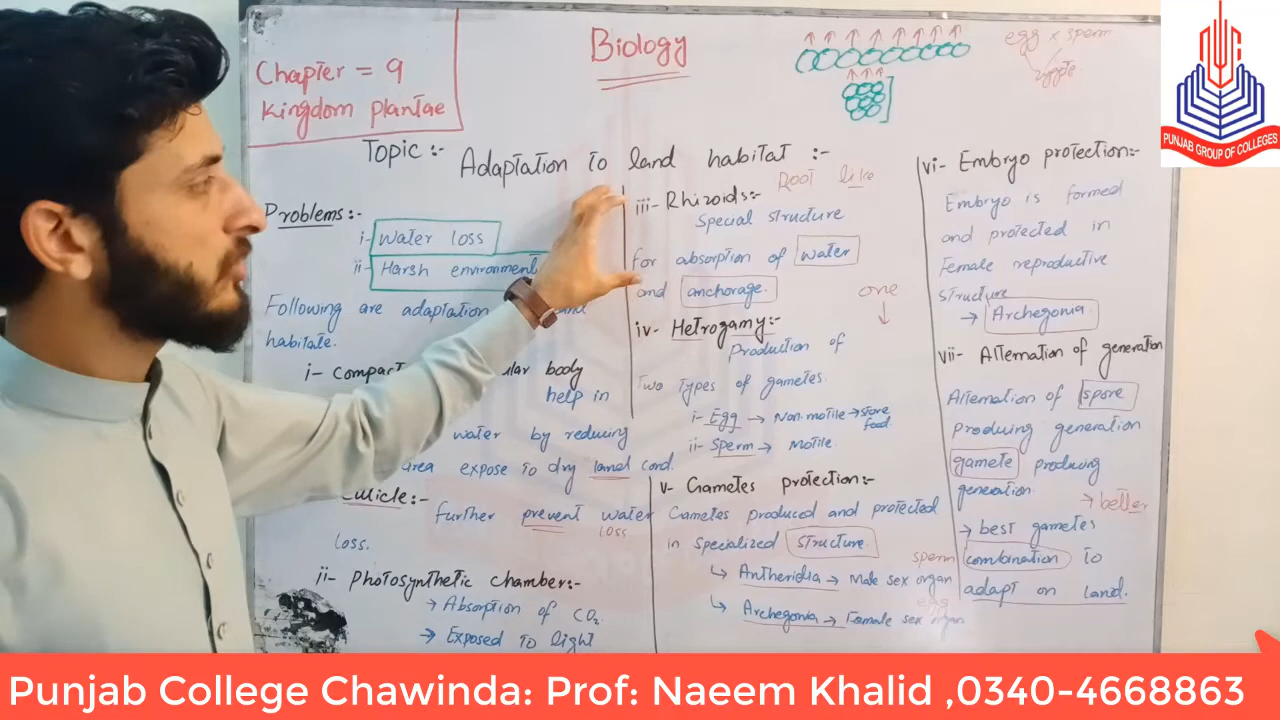 Biology
Chapter = 9
Kingdom plantae
egg x sperm
zygote
PUNJAB GROUP OF COLLEGES
Topic :- Adaptation to land habitat :-
Problems:-
i- water loss
ii- Harsh environment
Following are adaptation
habitate.
i- compact
body
help in
water by reducing
area expose to dry land cond.
Cuticle:-
further prevent water
loss
loss.
ii- Photosynthetic chamber:-
→ Absorption of CO2.
→ Exposed to light
Root like
iii- Rhizoids:-
Special structure
for absorption of water
and anchorage.
one
iv- Hetrogamy:-
Production of
Two types of gametes.
i- Egg → Non-motile → store
food.
ii- Sperm → Motile.
v- Gametes protection:-
Gametes produced and protected
in specialized structure.
sperm
Antheridia → Male sex organ
egg
Archegonia → Female sex organ
vi- Embryo protection:-
Embryo is formed
and protected in
Female reproductive
structure
→ Archegonia
vii- Alternation of generation
Alternation of spore
producing generation
gamete producing
generation.
→ better
→ best gametes
combination to
adapt on land.
Punjab College Chawinda: Prof: Naeem Khalid ,0340-4668863